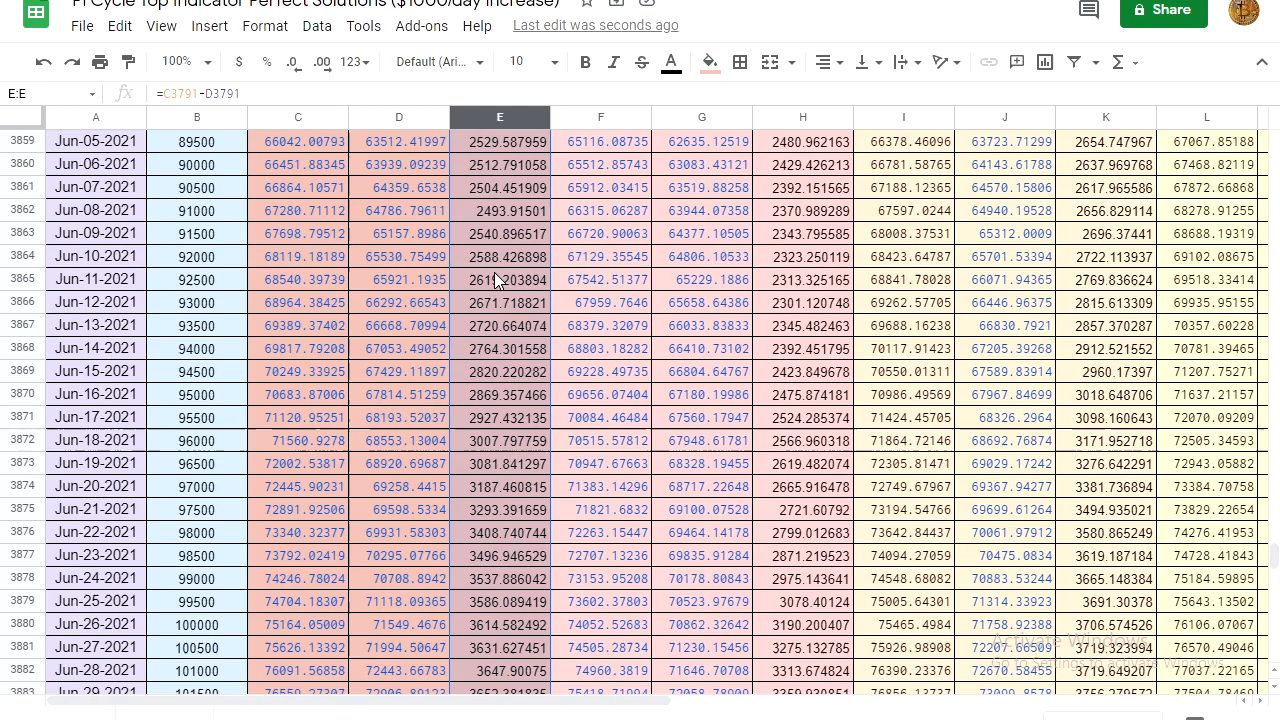 Pi Cycle Top Indicator Perfect Solutions ($1000/day increase)
File Edit View Insert Format Data Tools Add-ons Help Last edit was seconds ago
Share
100% $ % .0 .00 123 Default (Ari... 10 B I S A
E:E fx =C3791-D3791
A B C D E F G H I J K L
3859 Jun-05-2021 89500 66042.00793 63512.41997 2529.587959 65116.08735 62635.12519 2480.962163 66378.46096 63723.71299 2654.747967 67067.85188
3860 Jun-06-2021 90000 66451.88345 63939.09239 2512.791058 65512.85743 63083.43121 2429.426213 66781.58765 64143.61788 2637.969768 67468.82119
3861 Jun-07-2021 90500 66864.10571 64359.6538 2504.451909 65912.03415 63519.88258 2392.151565 67188.12365 64570.15806 2617.965586 67872.66868
3862 Jun-08-2021 91000 67280.71112 64786.79611 2493.91501 66315.06287 63944.07358 2370.989289 67597.0244 64940.19528 2656.829114 68278.91255
3863 Jun-09-2021 91500 67698.79512 65157.8986 2540.896517 66720.90063 64377.10505 2343.795585 68008.37531 65312.0009 2696.37441 68688.19319
3864 Jun-10-2021 92000 68119.18189 65530.75499 2588.426898 67129.35545 64806.10533 2323.250119 68423.64787 65701.53394 2722.113937 69102.08675
3865 Jun-11-2021 92500 68540.39739 65921.1935 2619.203894 67542.51377 65229.1886 2313.325165 68841.78028 66071.94365 2769.836624 69518.33414
3866 Jun-12-2021 93000 68964.38425 66292.66543 2671.718821 67959.7646 65658.64386 2301.120748 69262.57705 66446.96375 2815.613309 69935.95155
3867 Jun-13-2021 93500 69389.37402 66668.70994 2720.664074 68379.32079 66033.83833 2345.482463 69688.16238 66830.7921 2857.370287 70357.60228
3868 Jun-14-2021 94000 69817.79208 67053.49052 2764.301558 68803.18282 66410.73102 2392.451795 70117.91423 67205.39268 2912.521552 70781.39465
3869 Jun-15-2021 94500 70249.33925 67429.11897 2820.220282 69228.49735 66804.64767 2423.849678 70550.01311 67589.83914 2960.17397 71207.75271
3870 Jun-16-2021 95000 70683.87006 67814.51259 2869.357466 69656.07404 67180.19986 2475.874181 70986.49569 67967.84699 3018.648706 71637.21157
3871 Jun-17-2021 95500 71120.95251 68193.52037 2927.432135 70084.46484 67560.17947 2524.285374 71424.45705 68326.2964 3098.160643 72070.09209
3872 Jun-18-2021 96000 71560.9278 68553.13004 3007.797759 70515.57812 67948.61781 2566.960318 71864.72146 68692.76874 3171.952718 72505.34593
3873 Jun-19-2021 96500 72002.53817 68920.69687 3081.841297 70947.67663 68328.19455 2619.482074 72305.81471 69029.17242 3276.642291 72943.05882
3874 Jun-20-2021 97000 72445.90231 69258.4415 3187.460815 71383.14296 68717.22648 2665.916478 72749.67967 69367.94277 3381.736894 73384.70758
3875 Jun-21-2021 97500 72891.92506 69598.5334 3293.391659 71821.6832 69100.07528 2721.60792 73194.54766 69699.61264 3494.935021 73829.22654
3876 Jun-22-2021 98000 73340.32377 69931.58303 3408.740744 72263.15447 69464.14178 2799.012683 73642.84437 70061.97912 3580.865249 74276.41953
3877 Jun-23-2021 98500 73792.02419 70295.07766 3496.946529 72707.13236 69835.91284 2871.219523 74094.27059 70475.0834 3619.187184 74728.41843
3878 Jun-24-2021 99000 74246.78024 70708.8942 3537.886042 73153.95208 70178.80843 2975.143641 74548.68082 70883.53244 3665.148384 75184.59895
3879 Jun-25-2021 99500 74704.18307 71118.09365 3586.089419 73602.37803 70523.97679 3078.40124 75005.64301 71314.33923 3691.30378 75643.13502
3880 Jun-26-2021 100000 75164.05009 71549.4676 3614.582492 74052.52683 70862.32642 3190.200407 75465.4984 71758.92388 3706.574526 76106.07067
3881 Jun-27-2021 100500 75626.13392 71994.50647 3631.627451 74505.28734 71230.15456 3275.132785 75926.98908 72207.66509 3719.323994 76570.49046
3882 Jun-28-2021 101000 76091.56858 72443.66783 3647.90075 74960.3819 71646.70708 3313.674824 76390.23376 72670.58455 3719.649207 77037.22165
3883 Jun-29-2021 101500
Activate Windows
Go to Settings to activate Windows.